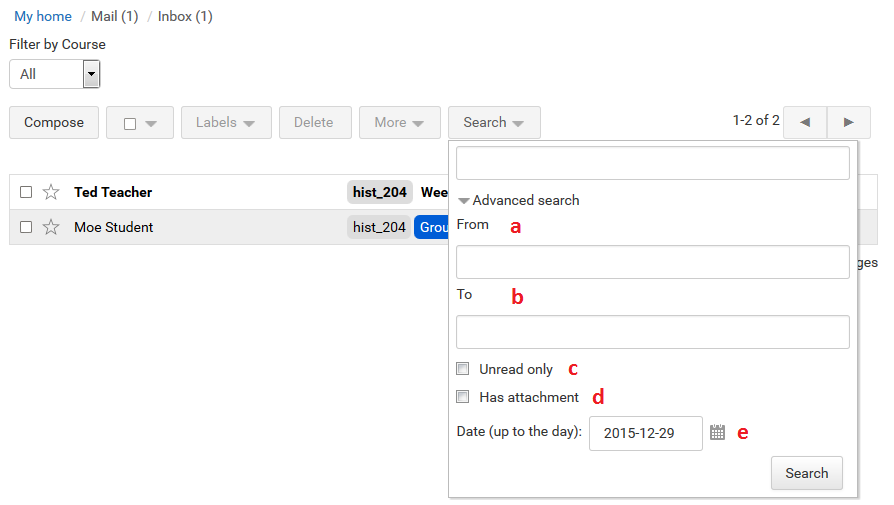 My home / Mail (1) / Inbox (1)
Filter by Course
All
Compose Labels Delete More Search 1-2 of 2
Advanced search
Ted Teacher hist_204 Wee
From a
Moe Student hist_204 Grou
ges
To b
Unread only c
Has attachment d
Date (up to the day): 2015-12-29 e
Search